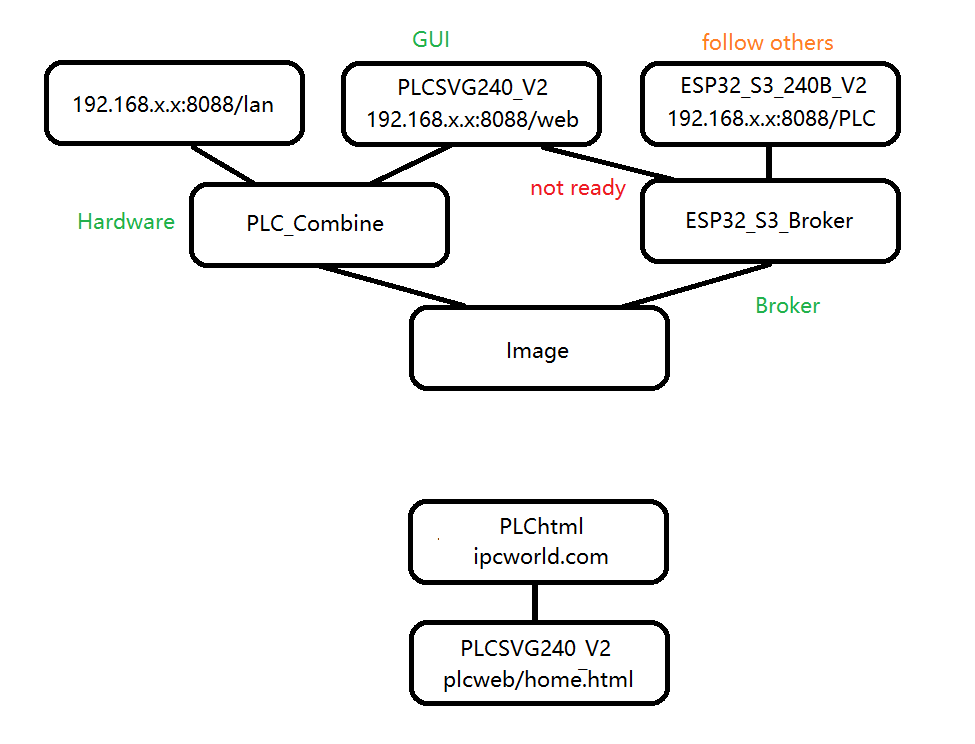 GUI
follow others
192.168.x.x:8088/lan
PLCSVG240_V2
192.168.x.x:8088/web
ESP32_S3_240B_V2
192.168.x.x:8088/PLC
not ready
Hardware
PLC_Combine
ESP32_S3_Broker
Broker
Image
PLChtml
ipcworld.com
PLCSVG240_V2
plcweb/home.html